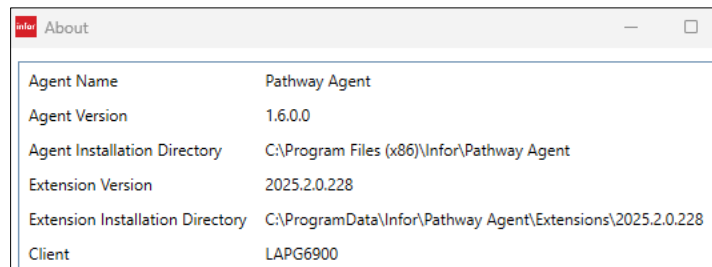 infor About
Agent Name Pathway Agent
Agent Version 1.6.0.0
Agent Installation Directory C:\Program Files (x86)\Infor\Pathway Agent
Extension Version 2025.2.0.228
Extension Installation Directory C:\ProgramData\Infor\Pathway Agent\Extensions\2025.2.0.228
Client LAPG6900